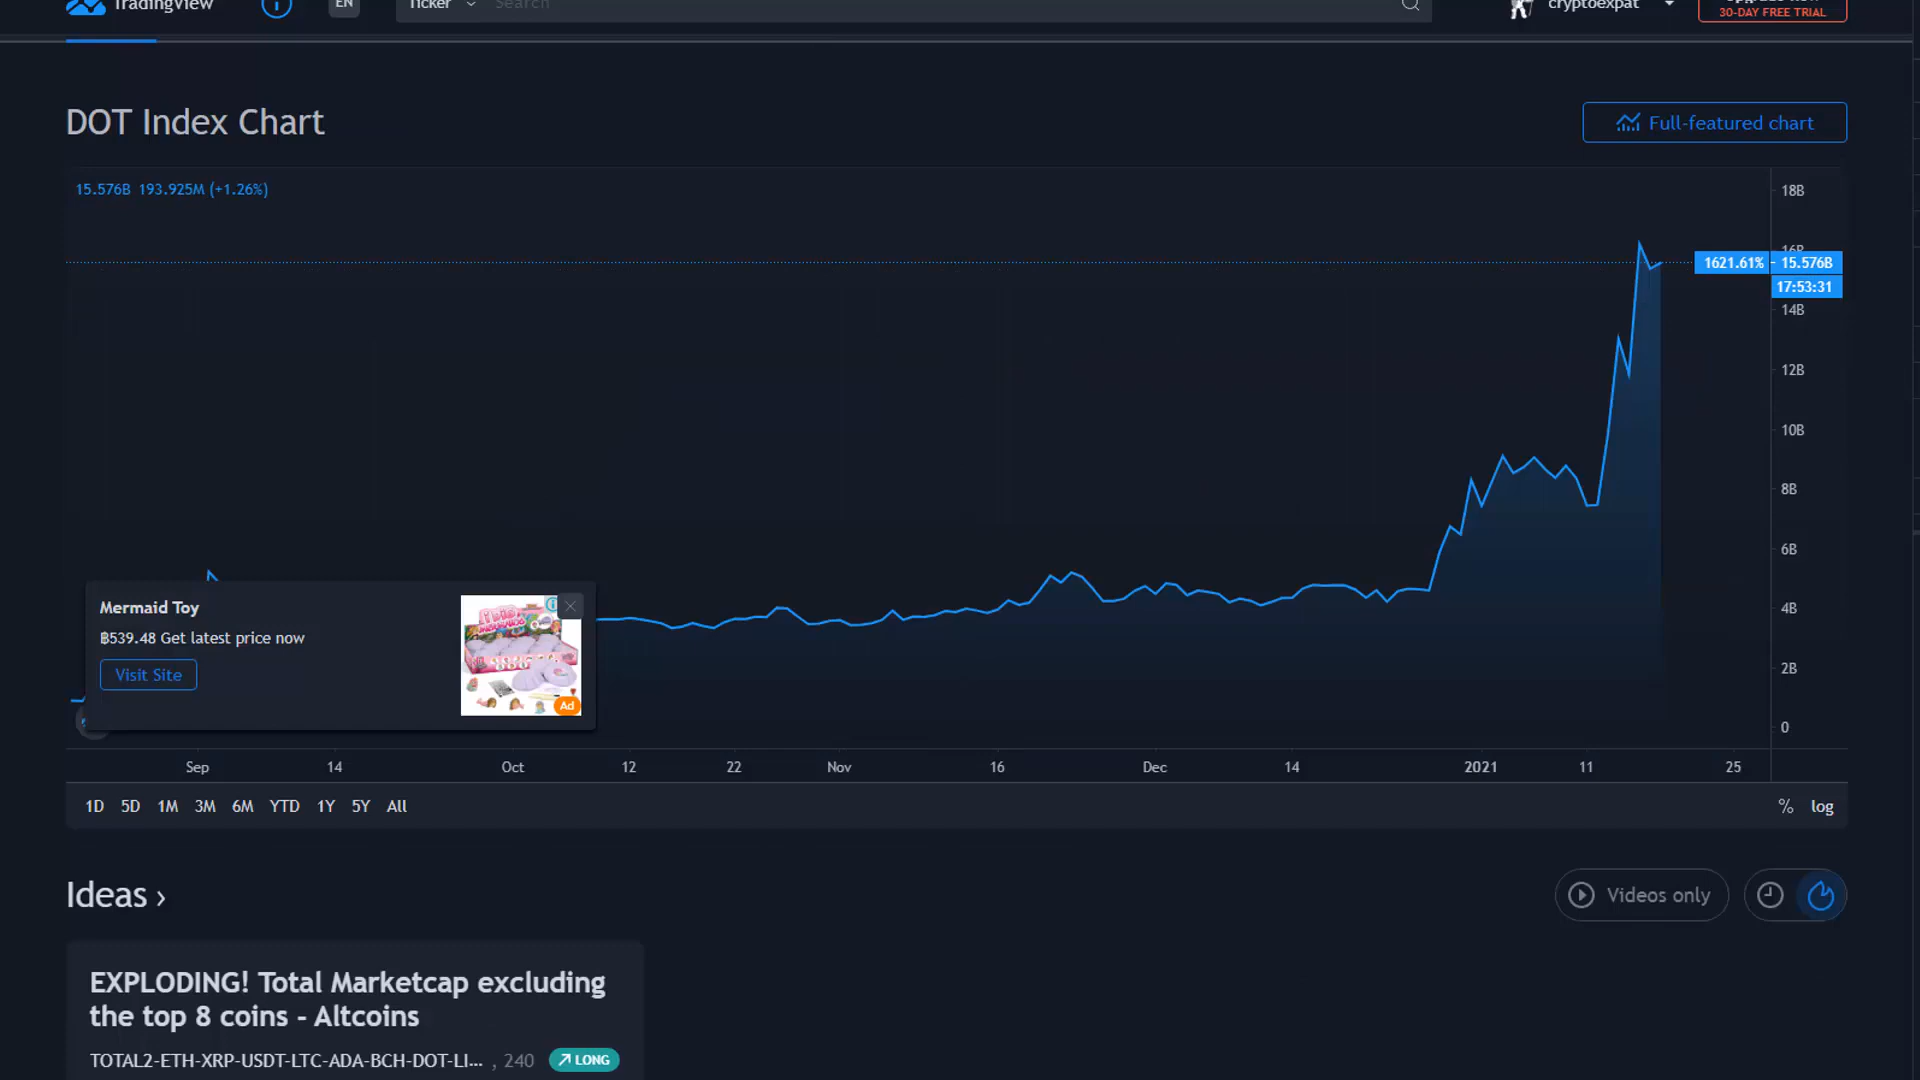 TradingView
EN
Ticker
Search
cryptoexpat
30-DAY FREE TRIAL
DOT Index Chart
Full-featured chart
15.576B 193.925M (+1.26%)
18B
16B
1621.61%
15.576B
17:53:31
14B
12B
10B
8B
6B
4B
2B
0
Mermaid Toy
฿539.48 Get latest price now
Visit Site
Ad
Sep 14 Oct 12 22 Nov 16 Dec 14 2021 11 25
1D 5D 1M 3M 6M YTD 1Y 5Y All
% log
Ideas ›
Videos only
EXPLODING! Total Marketcap excluding
the top 8 coins - Altcoins
TOTAL2-ETH-XRP-USDT-LTC-ADA-BCH-DOT-LI... , 240
LONG